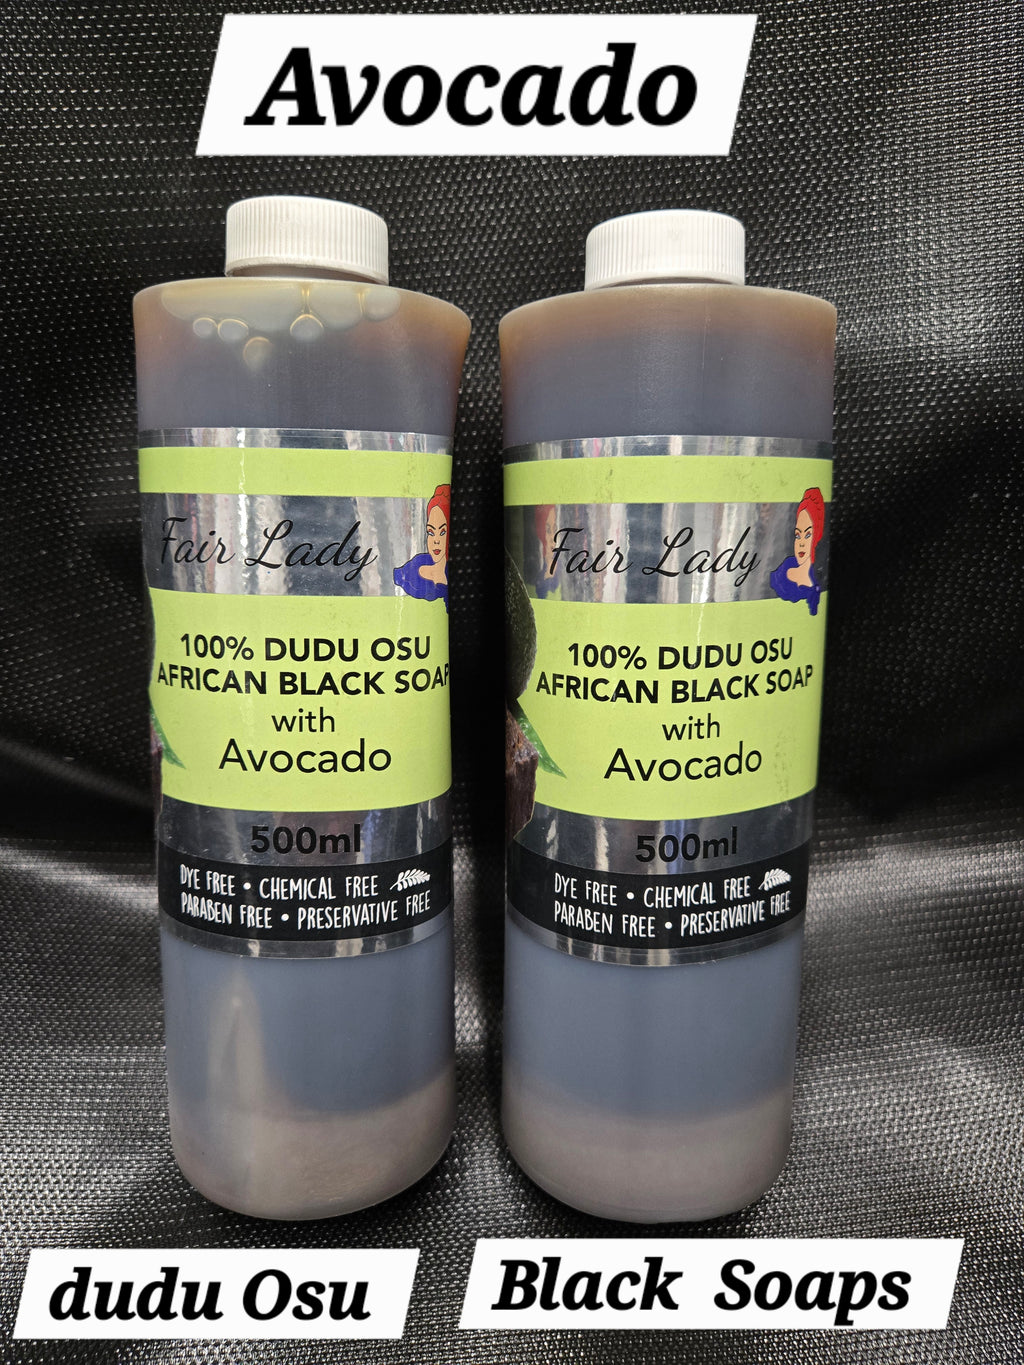 Avocado
Fair Lady
100% DUDU OSU
AFRICAN BLACK SOAP
with
Avocado
500ml
DYE FREE • CHEMICAL FREE
PARABEN FREE • PRESERVATIVE FREE
Fair Lady
100% DUDU OSU
AFRICAN BLACK SOAP
with
Avocado
500ml
DYE FREE • CHEMICAL FREE
PARABEN FREE • PRESERVATIVE FREE
dudu Osu
Black Soaps